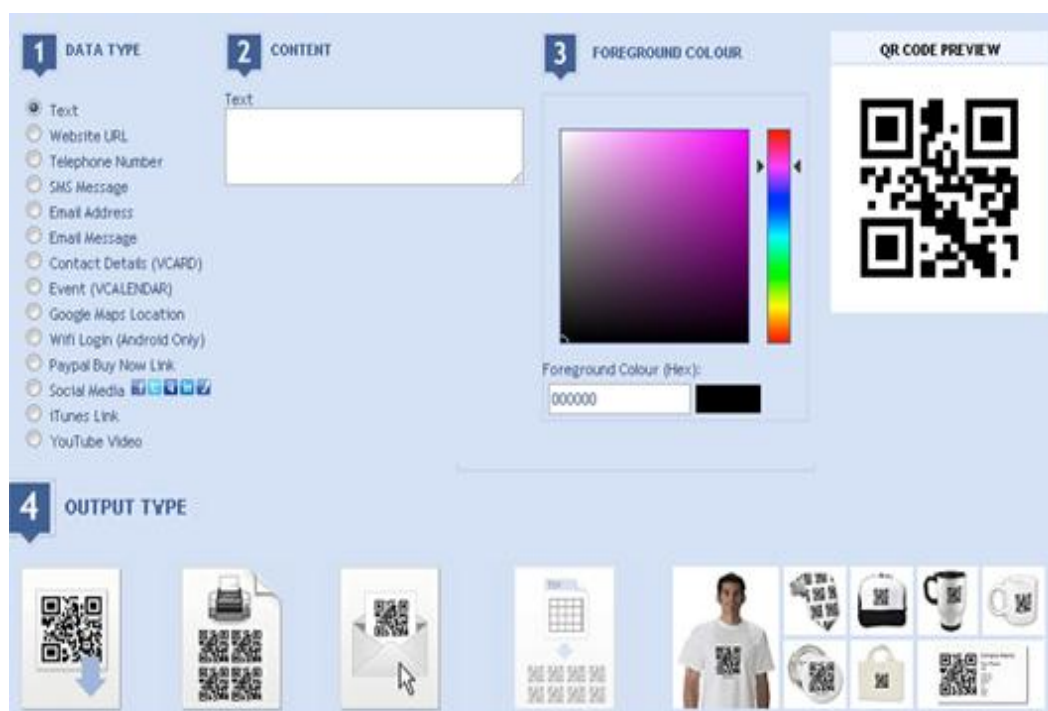 1 DATA TYPE
Text
Website URL
Telephone Number
SMS Message
Email Address
Email Message
Contact Details (VCARD)
Event (VCALENDAR)
Google Maps Location
Wifi Login (Android Only)
Paypal Buy Now Link
Social Media
iTunes Link
YouTube Video
2 CONTENT
Text
3 FOREGROUND COLOUR
Foreground Colour (Hex):
000000
QR CODE PREVIEW
4 OUTPUT TYPE